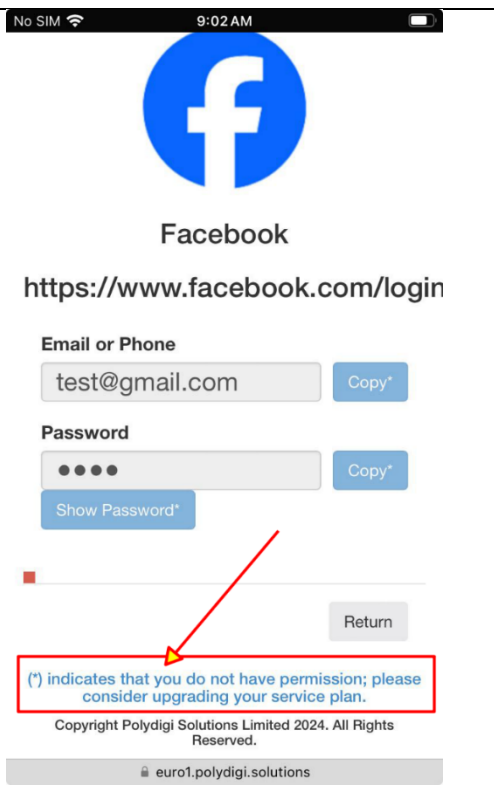 No SIM 9:02 AM
Facebook
https://www.facebook.com/login
Email or Phone
test@gmail.com Copy*
Password
●●●● Copy*
Show Password*
Return
(*) indicates that you do not have permission; please
consider upgrading your service plan.
Copyright Polydigi Solutions Limited 2024. All Rights
Reserved.
euro1.polydigi.solutions